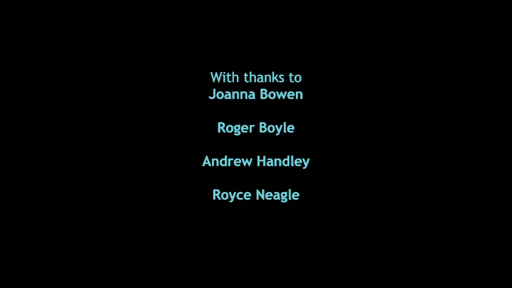 With thanks to
Joanna Bowen
Roger Boyle
Andrew Handley
Royce Neagle